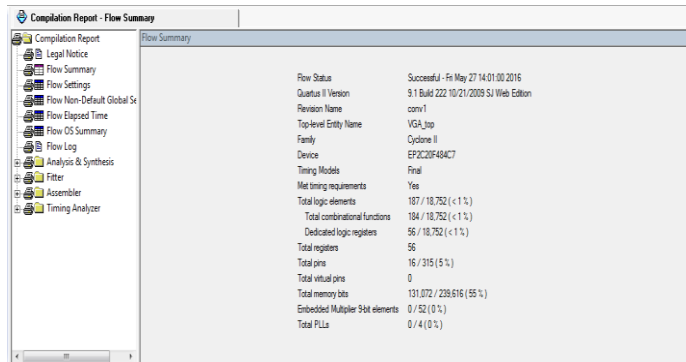 Compilation Report - Flow Summary
Compilation Report
Legal Notice
Flow Summary
Flow Settings
Flow Non-Default Global Se
Flow Elapsed Time
Flow OS Summary
Flow Log
Analysis & Synthesis
Fitter
Assembler
Timing Analyzer
Flow Summary
Flow Status Successful - Fri May 27 14:01:00 2016
Quartus II Version 9.1 Build 222 10/21/2009 SJ Web Edition
Revision Name conv1
Top-level Entity Name VGA_top
Family Cyclone II
Device EP2C20F484C7
Timing Models Final
Met timing requirements Yes
Total logic elements 187 / 18,752 ( < 1 % )
Total combinational functions 184 / 18,752 ( < 1 % )
Dedicated logic registers 56 / 18,752 ( < 1 % )
Total registers 56
Total pins 16 / 315 ( 5 % )
Total virtual pins 0
Total memory bits 131,072 / 239,616 ( 55 % )
Embedded Multiplier 9-bit elements 0 / 52 ( 0 % )
Total PLLs 0 / 4 ( 0 % )